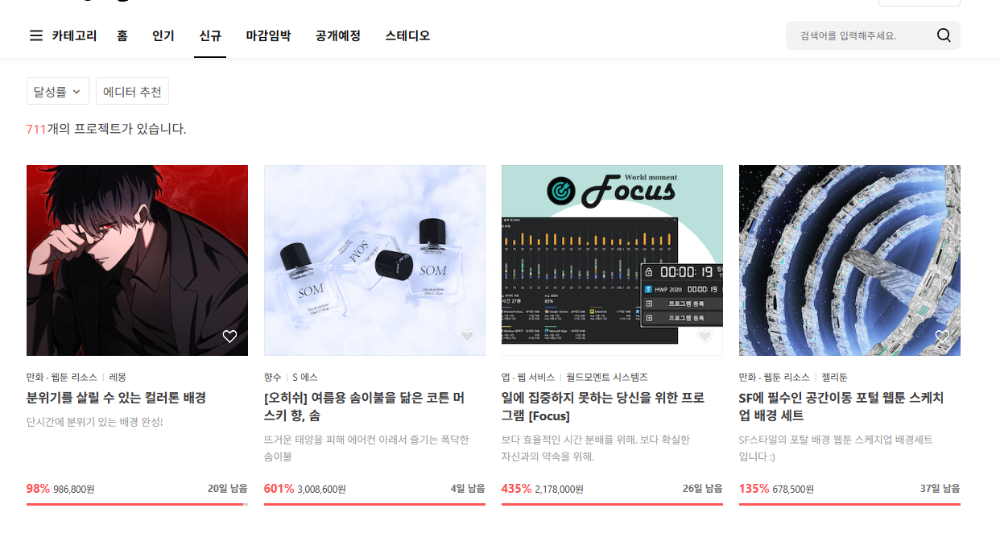 카테고리 홈 인기 신규 마감임박 공개예정 스테디오
검색어를 입력해주세요.
달성률 에디터 추천
711개의 프로젝트가 있습니다.
SOM
SOM
SOM
Eau de perfume
World moment
Focus
00:00:19
HWP 2020 00:00:19
프로그램 등록
프로그램 등록
만화 · 웹툰 리소스 | 레몽
분위기를 살릴 수 있는 컬러톤 배경
단시간에 분위기 있는 배경 완성!
98% 986,800원 20일 남음
향수 | S 에스
[오히쉬] 여름용 솜이불을 닮은 코튼 머
스키 향, 솜
뜨거운 태양을 피해 에어컨 아래서 즐기는 폭닥한
솜이불
601% 3,008,600원 4일 남음
앱 · 웹 서비스 | 월드모멘트 시스템즈
일에 집중하지 못하는 당신을 위한 프로
그램 [Focus]
보다 효율적인 시간 분배를 위해. 보다 확실한
자신과의 약속을 위해.
435% 2,178,000원 26일 남음
만화 · 웹툰 리소스 | 젤리툰
SF에 필수인 공간이동 포털 웹툰 스케치
업 배경 세트
SF스타일의 포탈 배경 웹툰 스케치업 배경세트
입니다 :)
135% 678,500원 37일 남음